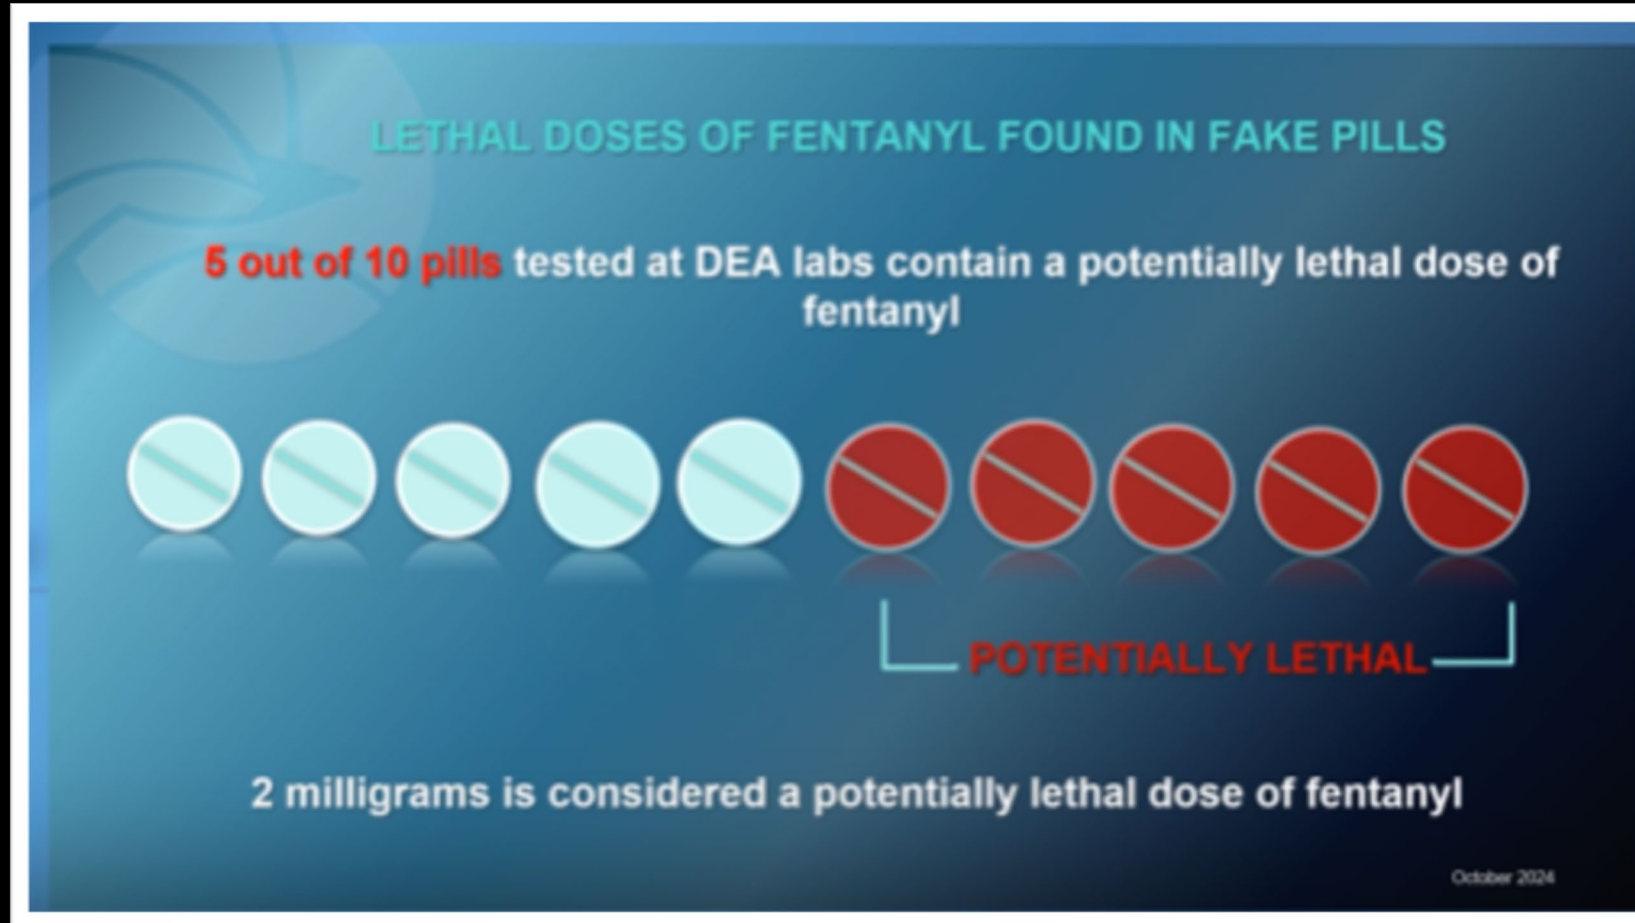 LETHAL DOSES OF FENTANYL FOUND IN FAKE PILLS
5 out of 10 pills tested at DEA labs contain a potentially lethal dose of
fentanyl
POTENTIALLY LETHAL
2 milligrams is considered a potentially lethal dose of fentanyl
October 2024